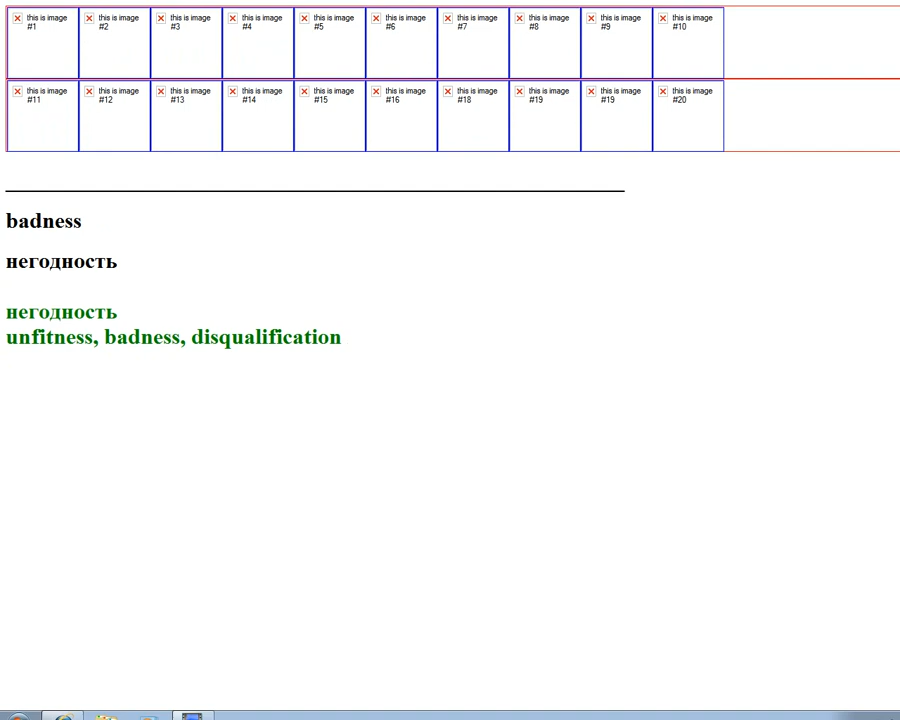 this is image this is image this is image this is image this is image this is image this is image this is image this is image this is image
#1 #2 #3 #4 #5 #6 #7 #8 #9 #10
this is image this is image this is image this is image this is image this is image this is image this is image this is image this is image
#11 #12 #13 #14 #15 #16 #18 #19 #19 #20
badness
негодность
негодность
unfitness, badness, disqualification